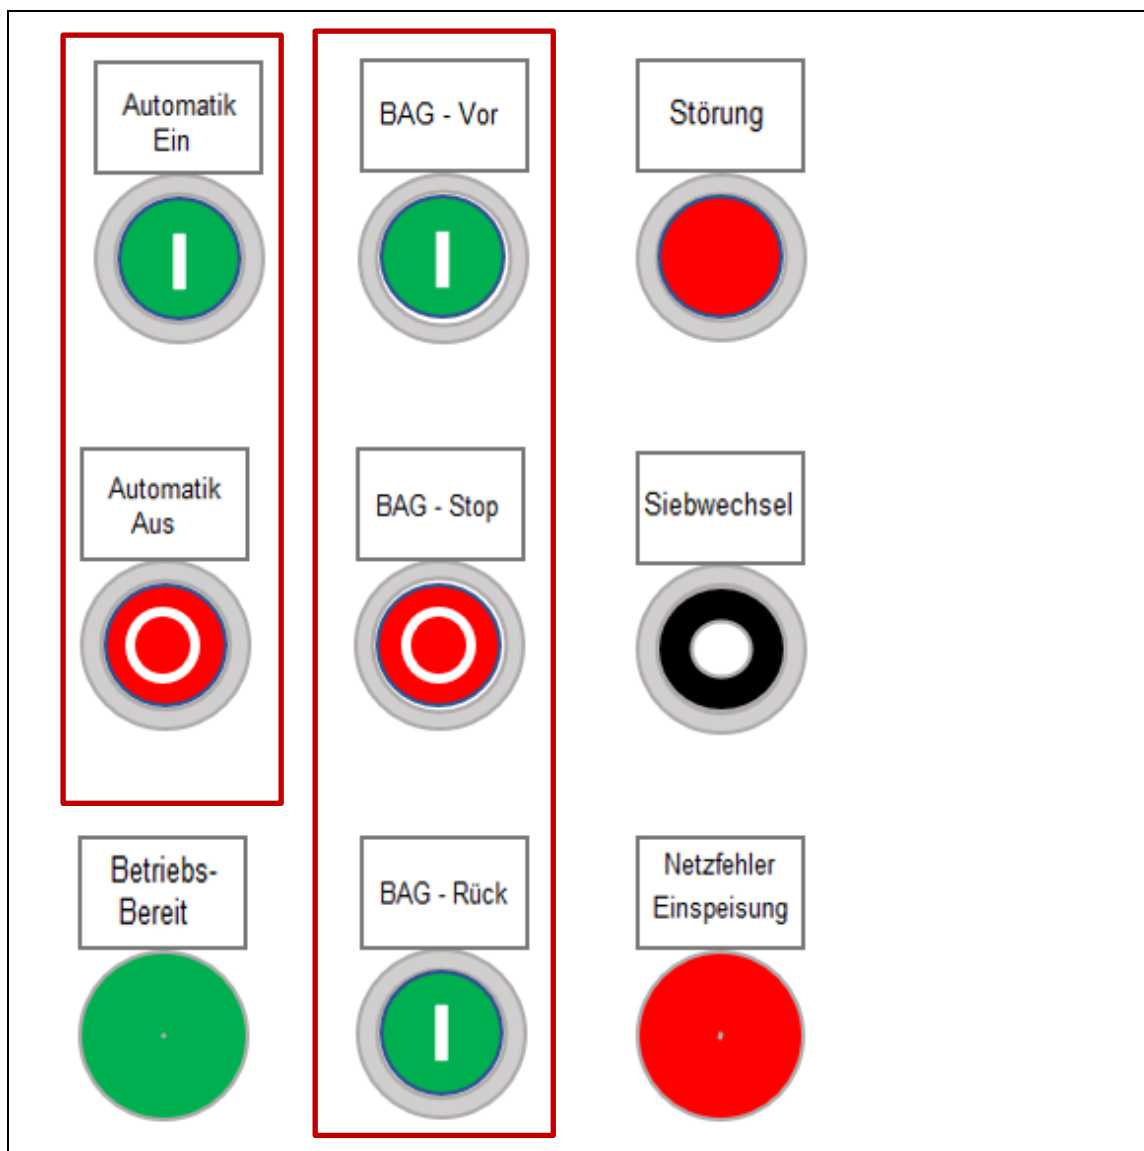 Automatik
Ein
BAG - Vor
Störung
Automatik
Aus
BAG - Stop
Siebwechsel
Betriebs-
Bereit
BAG - Rück
Netzfehler
Einspeisung